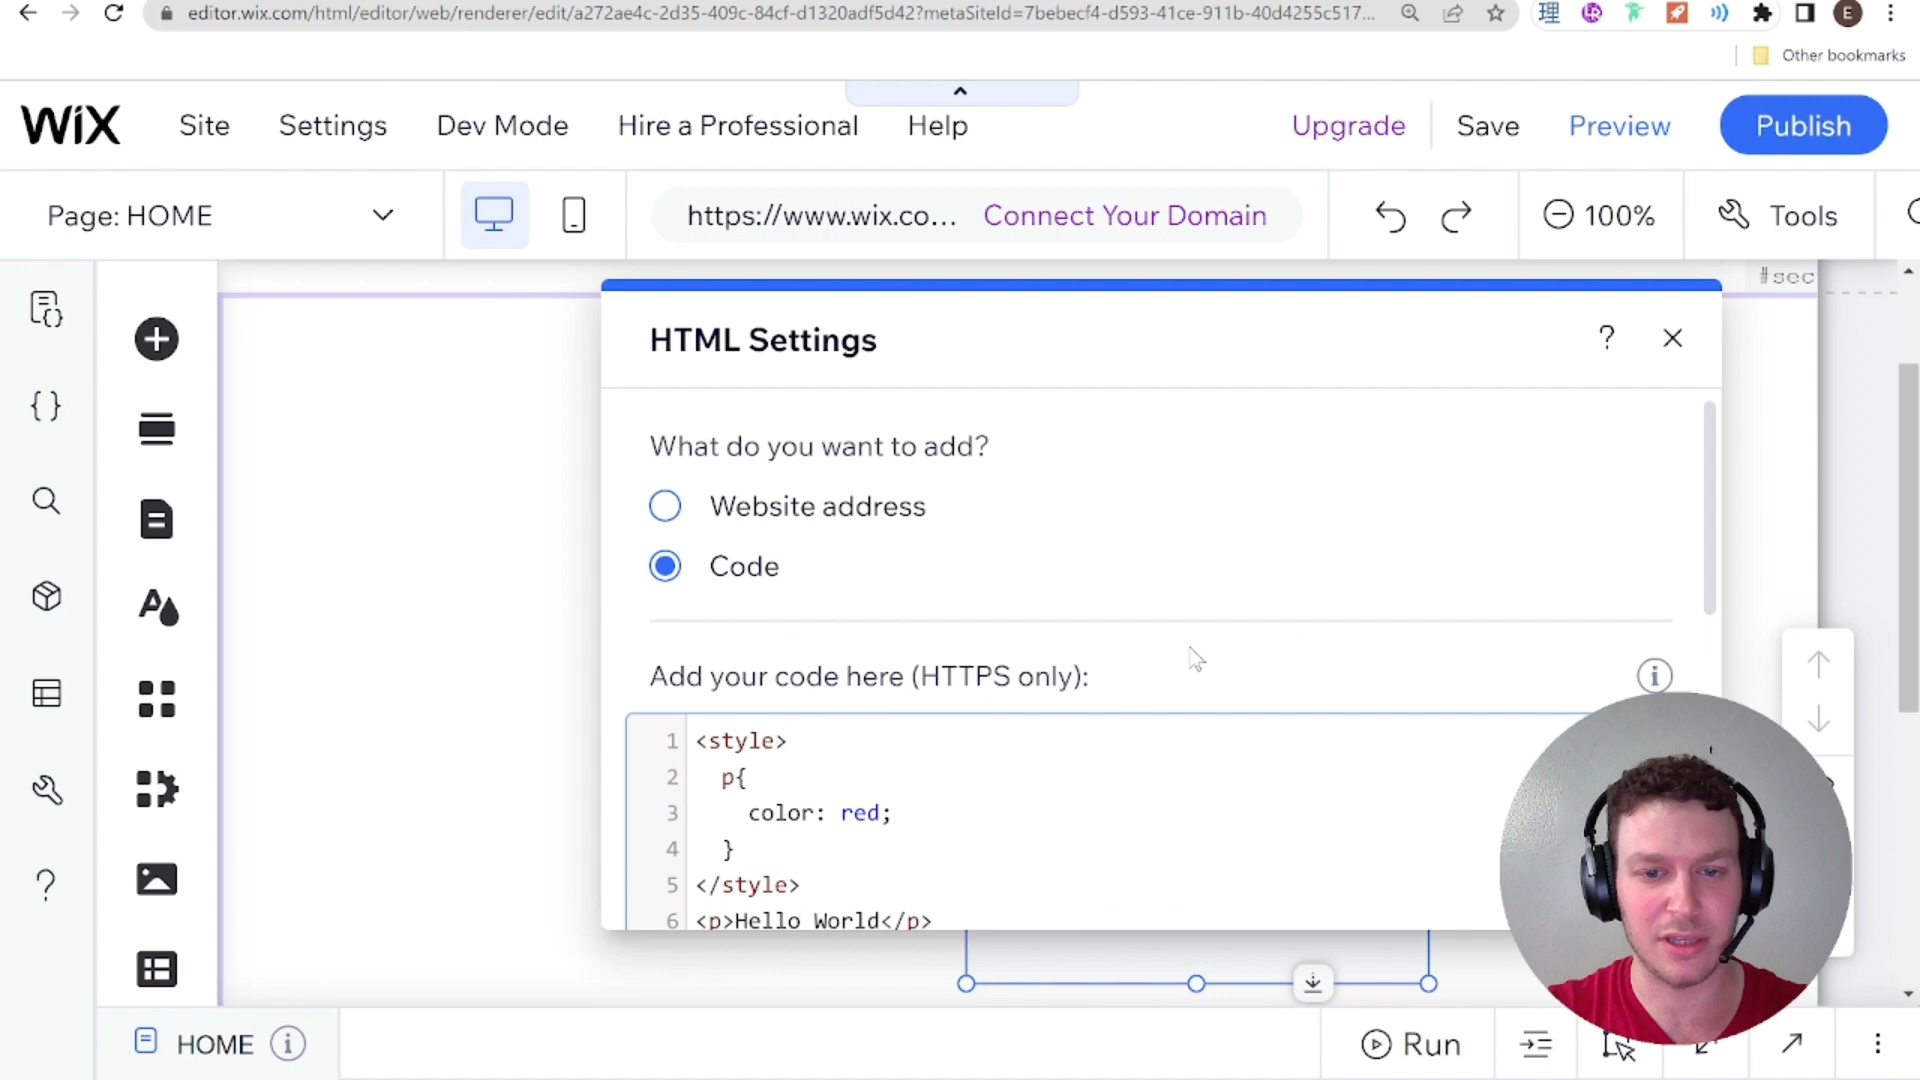 editor.wix.com/html/editor/web/renderer/edit/a272ae4c-2d35-409c-84cf-d1320adf5d42?metaSiteId=7bebecf4-d593-41ce-911b-40d4255c517...
理
E
Other bookmarks
WiX
Site
Settings
Dev Mode
Hire a Professional
Help
Upgrade
Save
Preview
Publish
Page: HOME
https://www.wix.co...
Connect Your Domain
100%
Tools
#sec
HTML Settings
?
What do you want to add?
Website address
Code
Add your code here (HTTPS only):
1 <style>
2 p{
3 color: red;
4 }
5 </style>
6 <p>Hello World</p>
HOME
Run